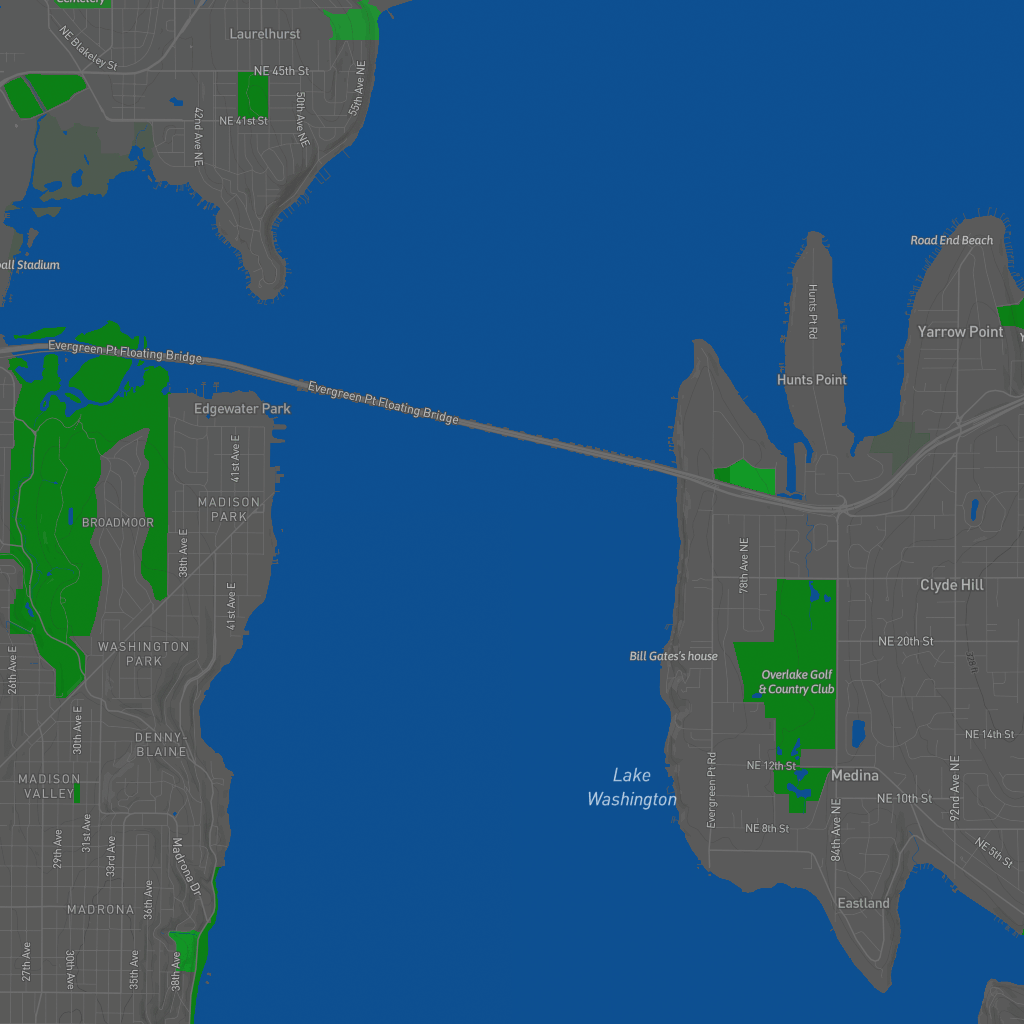 Cemetery
Laurelhurst
NE Blakeley St
NE 45th St
55th Ave NE
50th Ave NE
42nd Ave NE
NE 41st St
Road End Beach
ball Stadium
Hunts Pt Rd
Yarrow Point
Y
Evergreen Pt Floating Bridge
Evergreen Pt Floating Bridge
Hunts Point
Edgewater Park
41st Ave E
MADISON
PARK
BROADMOOR
38th Ave E
78th Ave NE
Clyde Hill
41st Ave E
NE 20th St
WASHINGTON
PARK
26th Ave E
Bill Gates's house
Overlake Golf
& Country Club
30th Ave E
DENNY-
BLAINE
NE 14th St
NE 12th St
Medina
Lake
Washington
MADISON
VALLEY
Evergreen Pt Rd
92nd Ave NE
NE 10th St
84th Ave NE
NE 8th St
29th Ave
31st Ave
33rd Ave
Madrona Dr
NE 5th St
36th Ave
MADRONA
Eastland
27th Ave
30th Ave
35th Ave
38th Ave